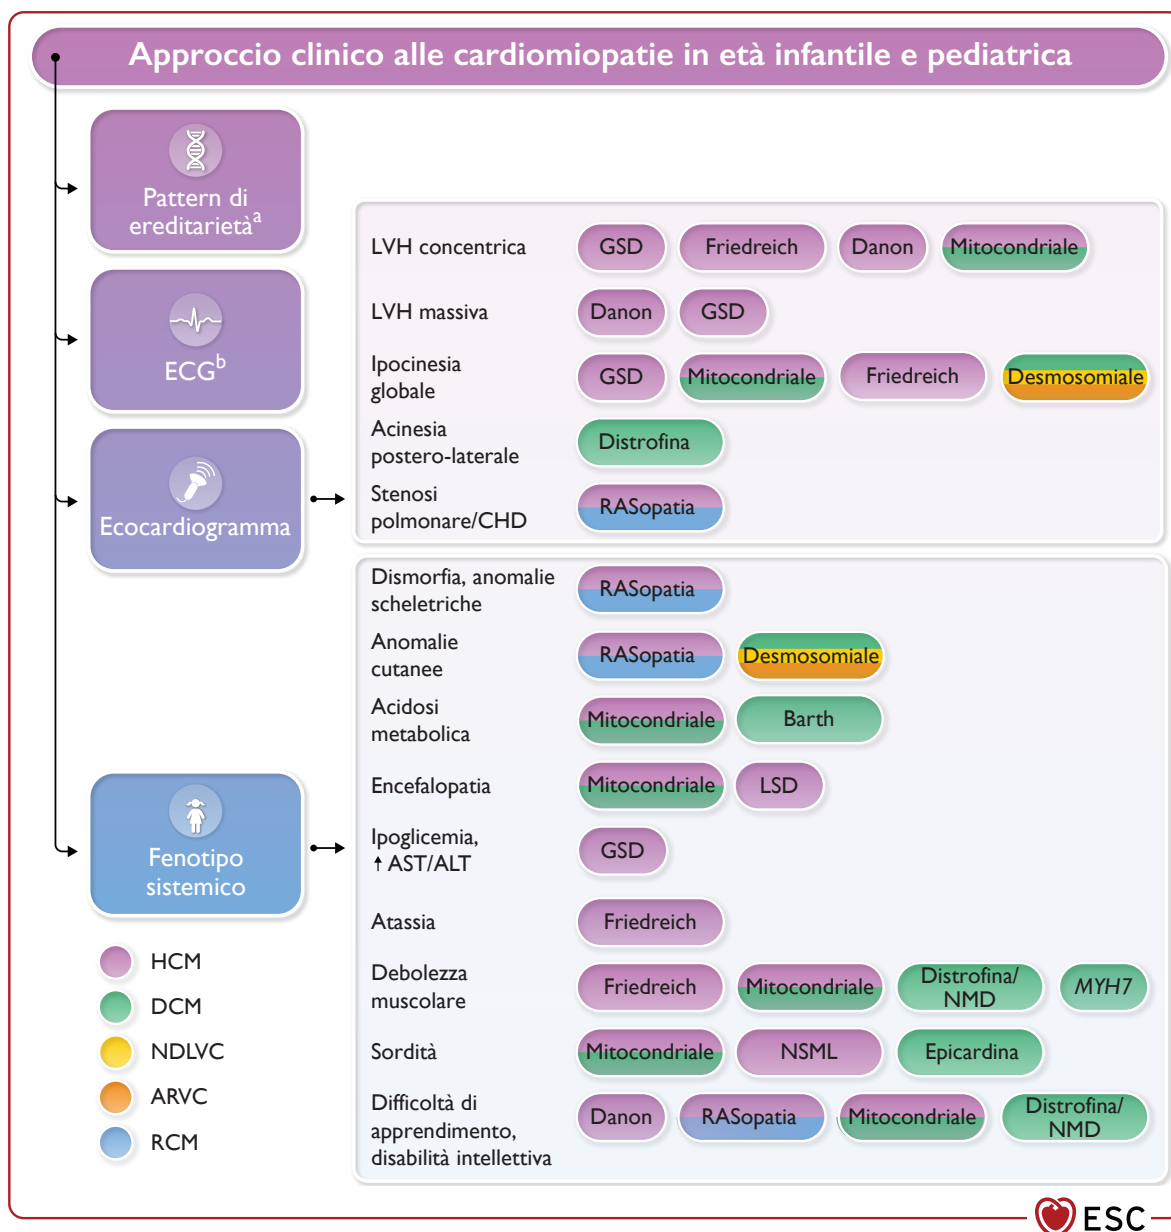 Approccio clinico alle cardiomiopatie in età infantile e pediatrica
Pattern di
ereditarietàa
ECGb
Ecocardiogramma
LVH concentrica GSD Friedreich Danon Mitocondriale
LVH massiva Danon GSD
Ipocinesia
globale GSD Mitocondriale Friedreich Desmosomiale
Acinesia
postero-laterale Distrofina
Stenosi
polmonare/CHD RASopatia
Fenotipo
sistemico
Dismorfia, anomalie
scheletriche RASopatia
Anomalie
cutanee RASopatia Desmosomiale
Acidosi
metabolica Mitocondriale Barth
Encefalopatia Mitocondriale LSD
Ipoglicemia,
↑ AST/ALT GSD
Atassia Friedreich
Debolezza
muscolare Friedreich Mitocondriale Distrofina/
NMD MYH7
Sordità Mitocondriale NSML Epicardina
Difficoltà di
apprendimento,
disabilità intellettiva Danon RASopatia Mitocondriale Distrofina/
NMD
HCM
DCM
NDLVC
ARVC
RCM
ESC